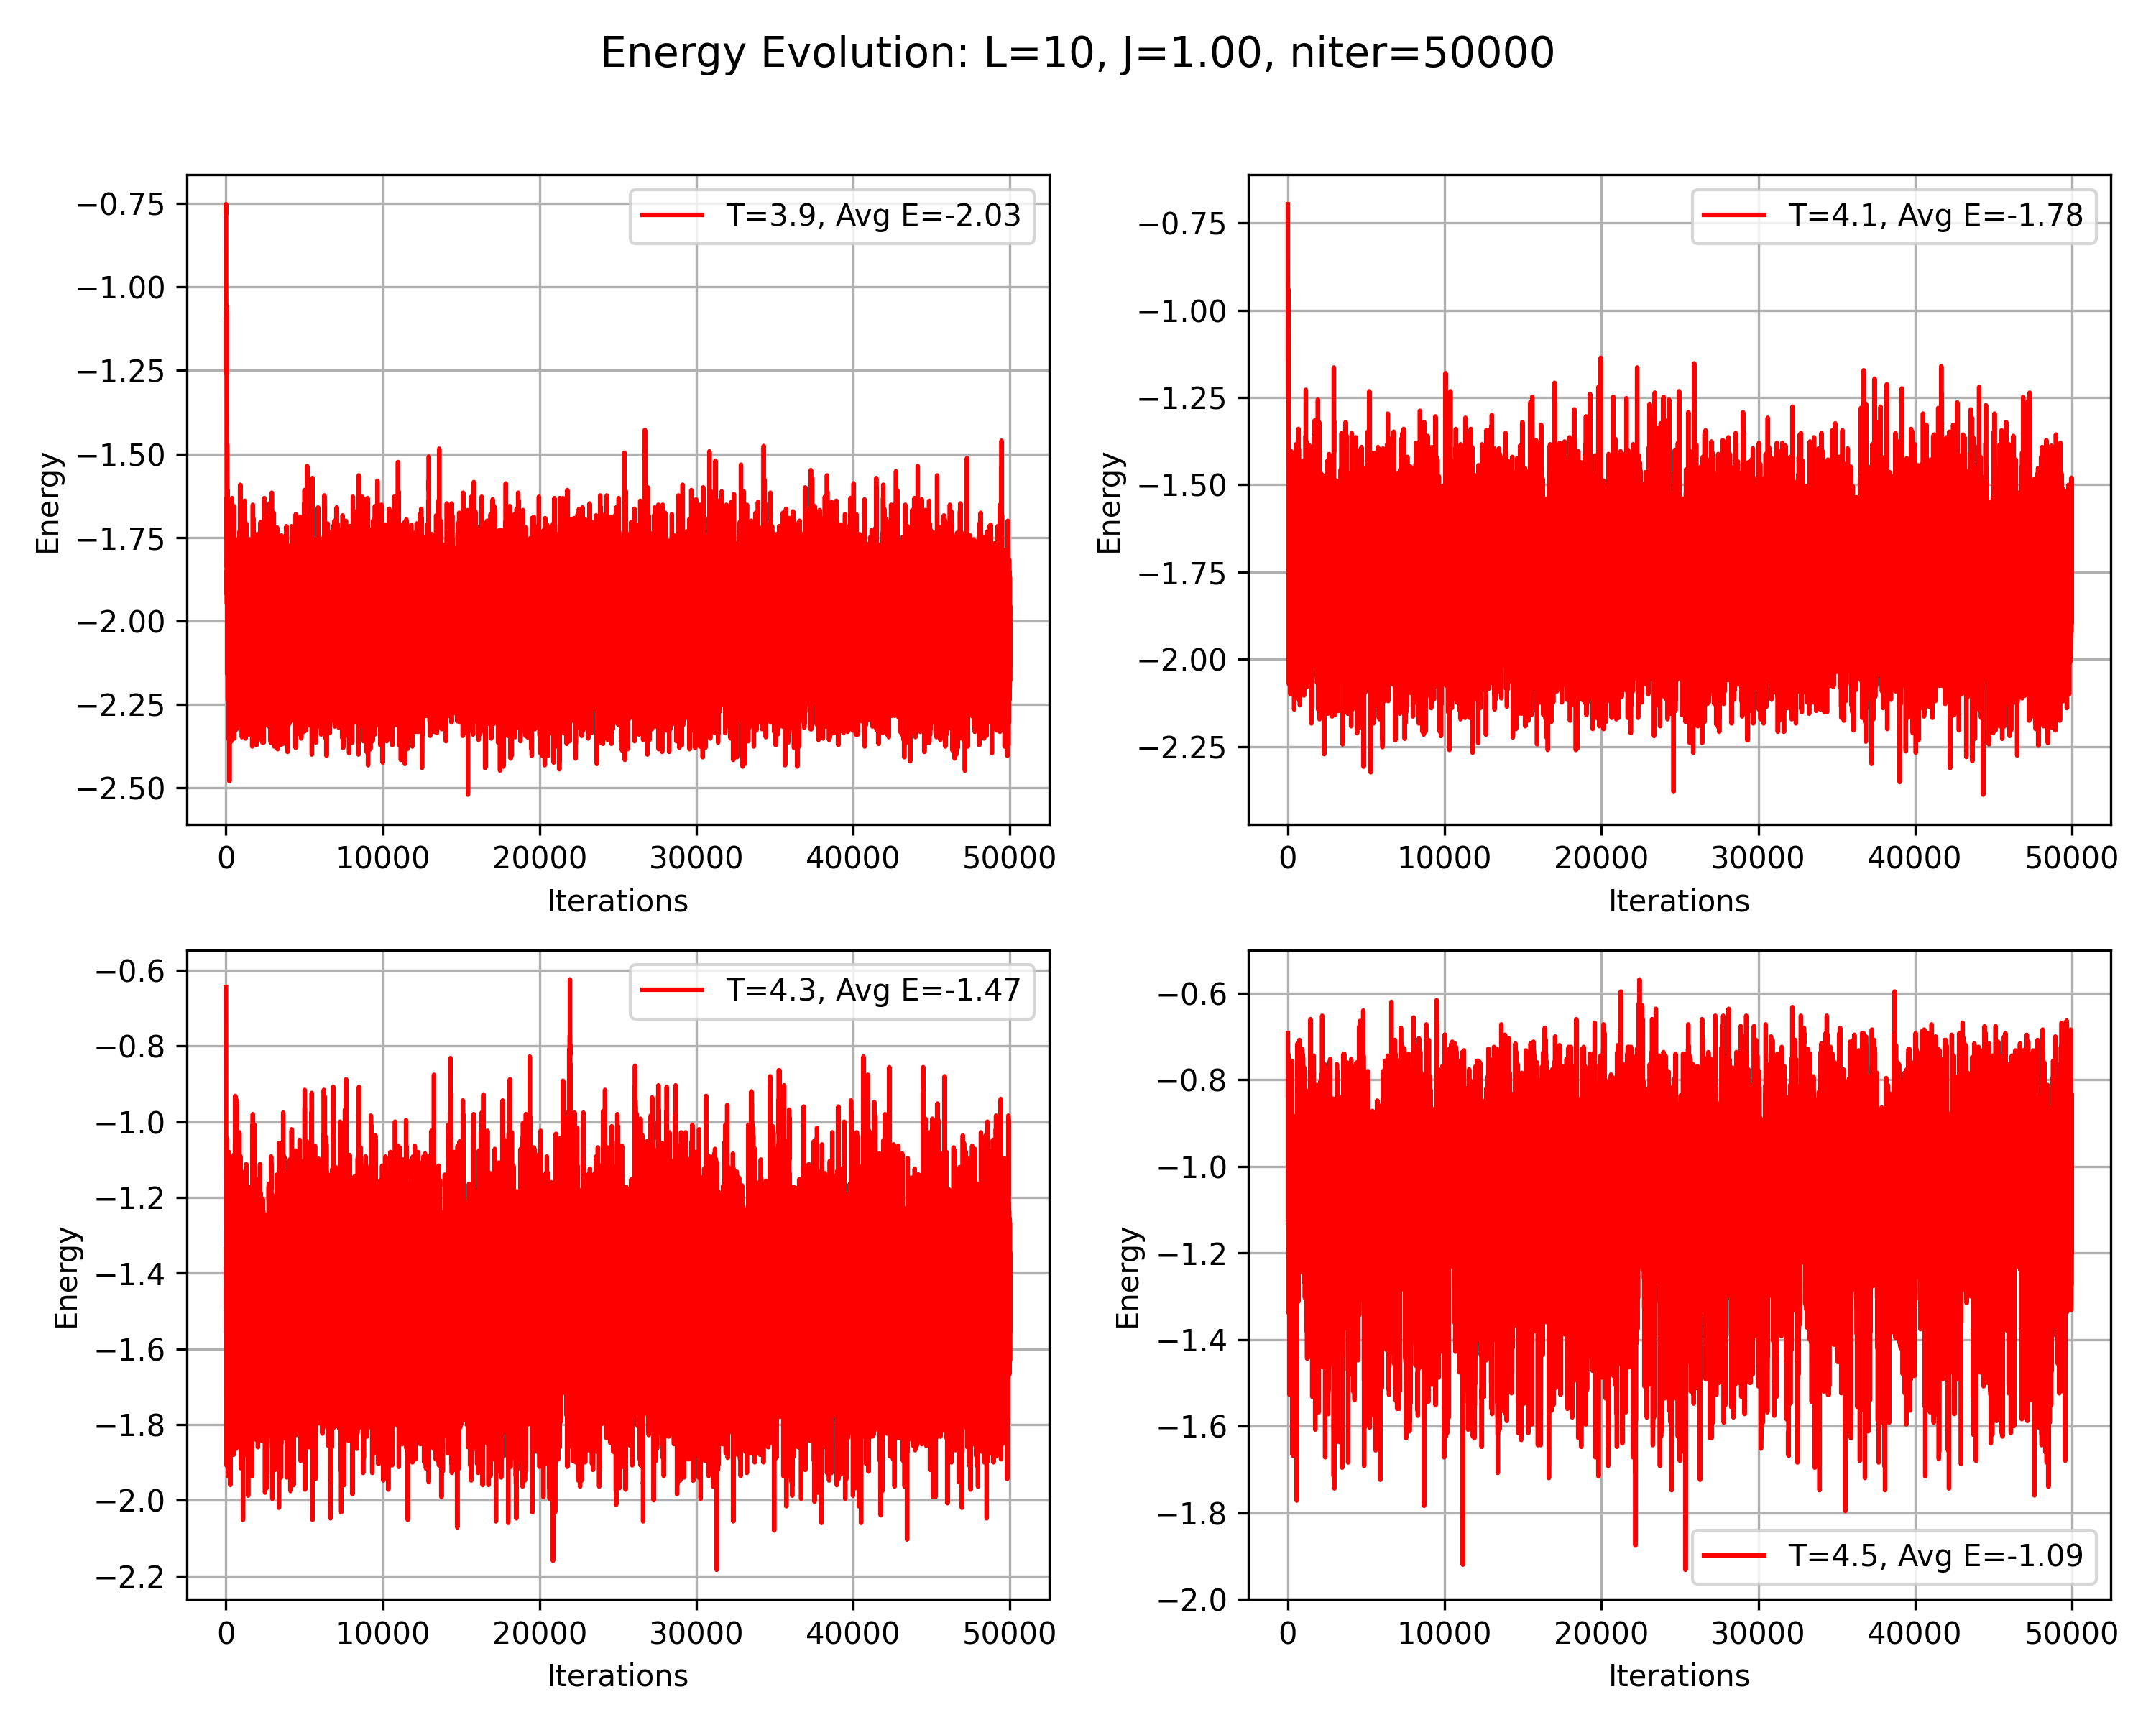 Energy Evolution: L=10, J=1.00, niter=50000
T=3.9, Avg E=-2.03
−0.75
−1.00
−1.25
−1.50
−1.75
−2.00
−2.25
−2.50
Energy
0 10000 20000 30000 40000 50000
Iterations
T=4.1, Avg E=-1.78
−0.75
−1.00
−1.25
−1.50
−1.75
−2.00
−2.25
Energy
0 10000 20000 30000 40000 50000
Iterations
T=4.3, Avg E=-1.47
−0.6
−0.8
−1.0
−1.2
−1.4
−1.6
−1.8
−2.0
−2.2
Energy
0 10000 20000 30000 40000 50000
Iterations
−0.6
−0.8
−1.0
−1.2
−1.4
−1.6
−1.8
−2.0
Energy
T=4.5, Avg E=-1.09
0 10000 20000 30000 40000 50000
Iterations